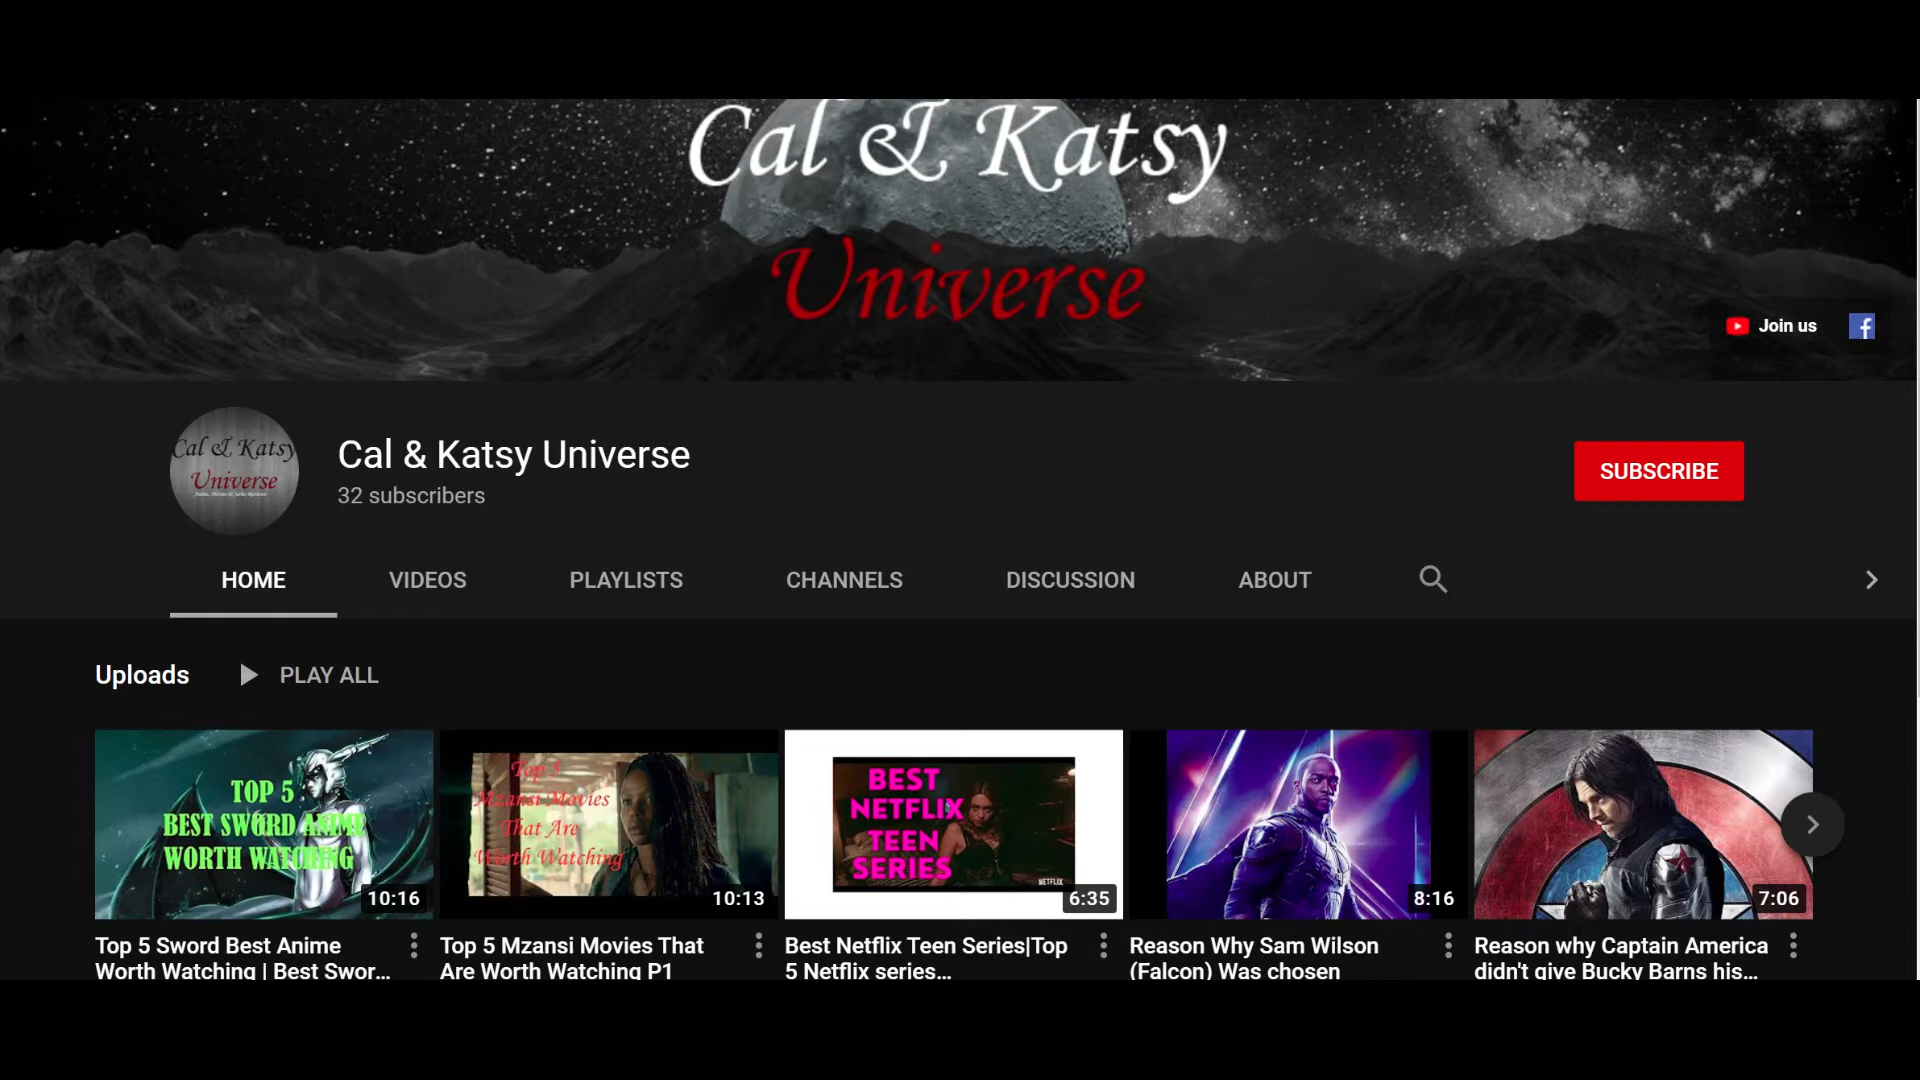 Cal & Katsy
Universe
Join us
Cal & Katsy
Universe
Cal & Katsy Universe
32 subscribers
SUBSCRIBE
HOME VIDEOS PLAYLISTS CHANNELS DISCUSSION ABOUT
Uploads PLAY ALL
TOP 5
BEST SWORD ANIME
WORTH WATCHING
10:16
Top 5
Mzansi Movies
That Are
Worth Watching
10:13
BEST
NETFLIX
TEEN
SERIES
NETFLIX
6:35
8:16
7:06
Top 5 Sword Best Anime
Worth Watching | Best Swor...
Top 5 Mzansi Movies That
Are Worth Watching P1
Best Netflix Teen Series|Top
5 Netflix series...
Reason Why Sam Wilson
(Falcon) Was chosen
Reason why Captain America
didn't give Bucky Barns his...